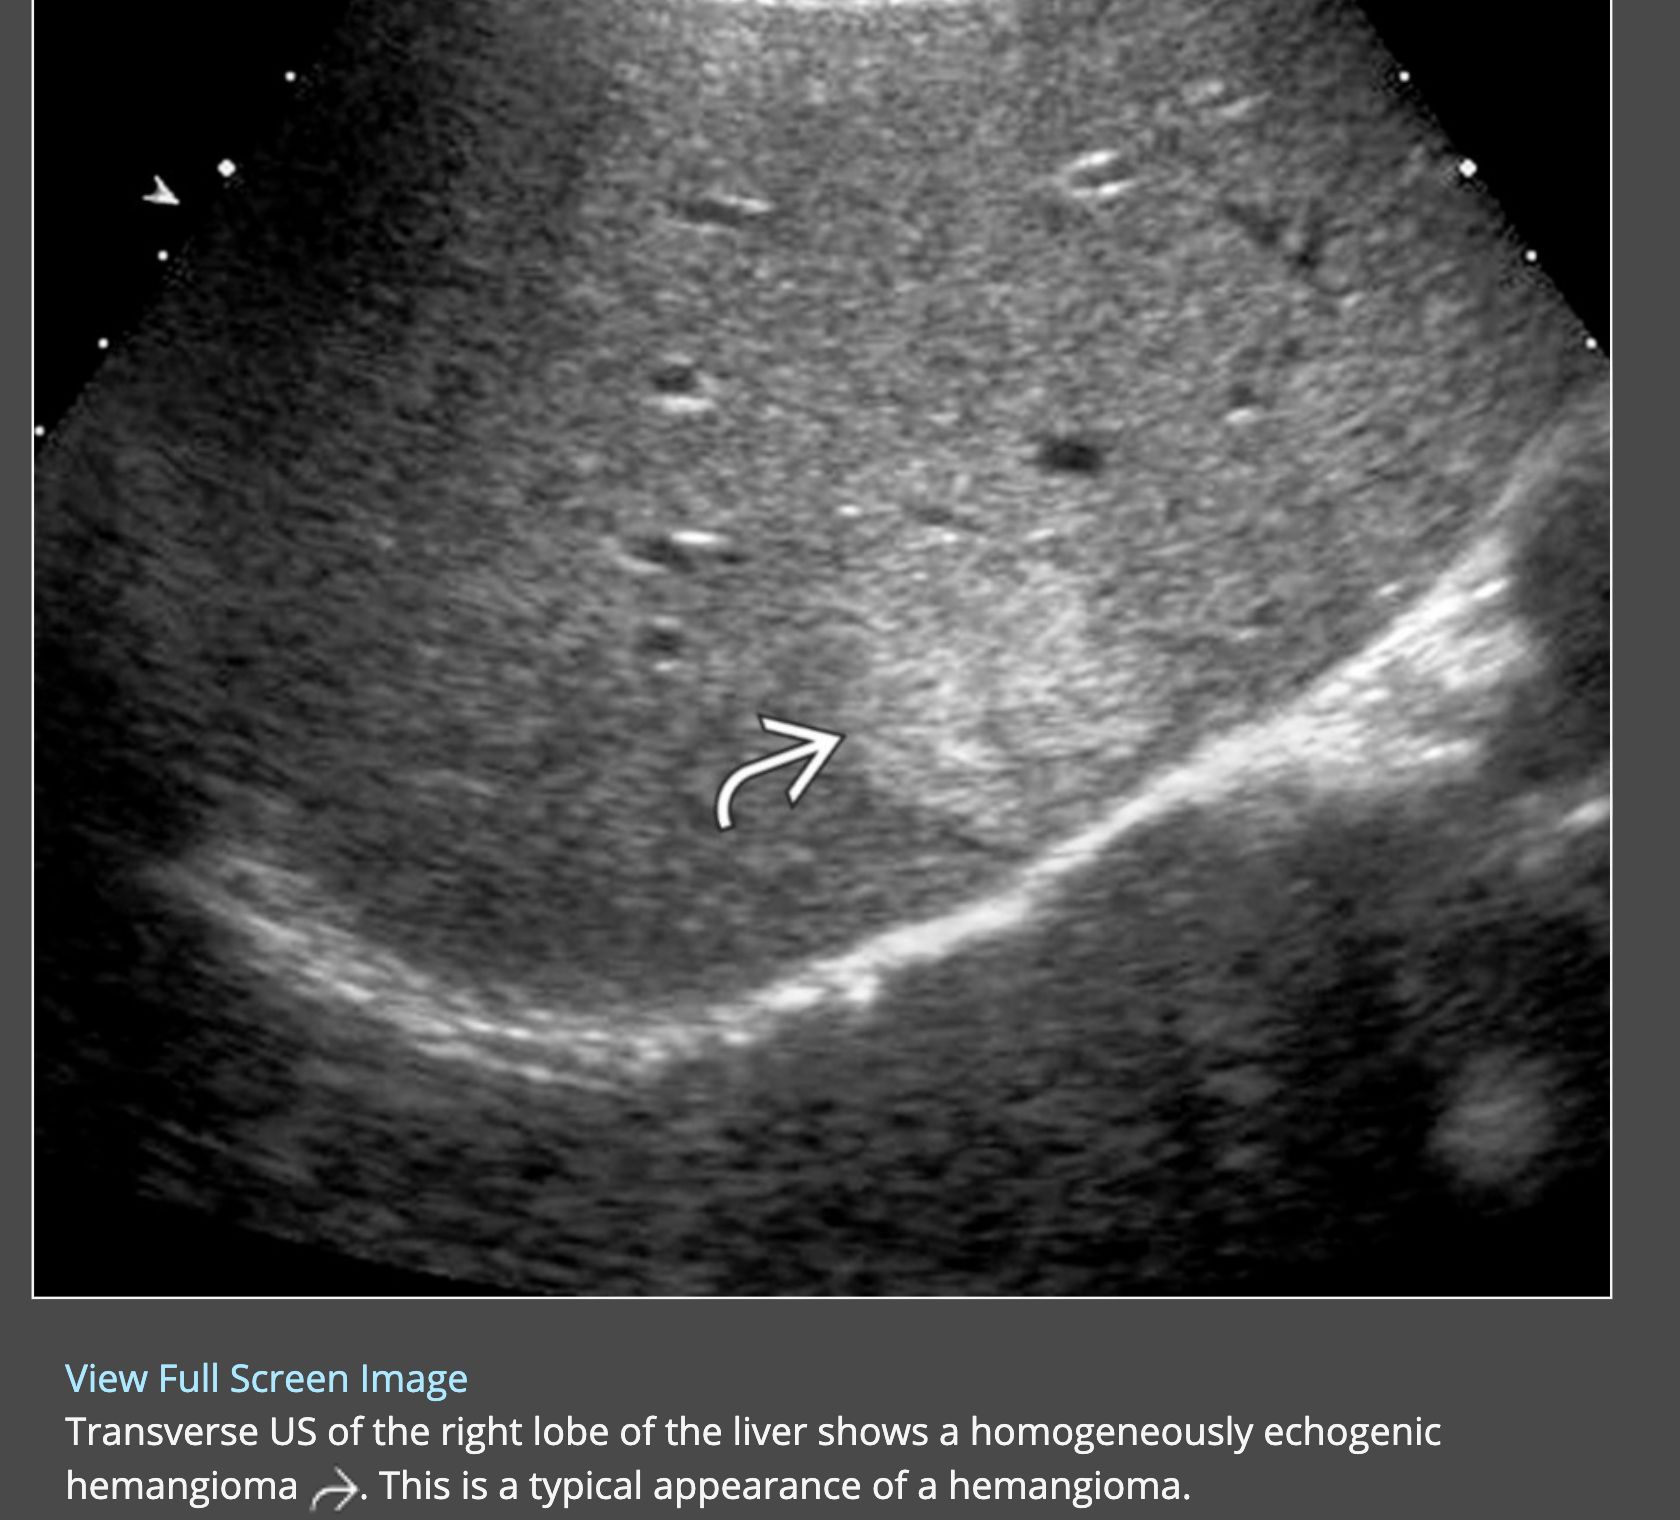 View Full Screen Image
Transverse US of the right lobe of the liver shows a homogeneously echogenic
hemangioma . This is a typical appearance of a hemangioma.